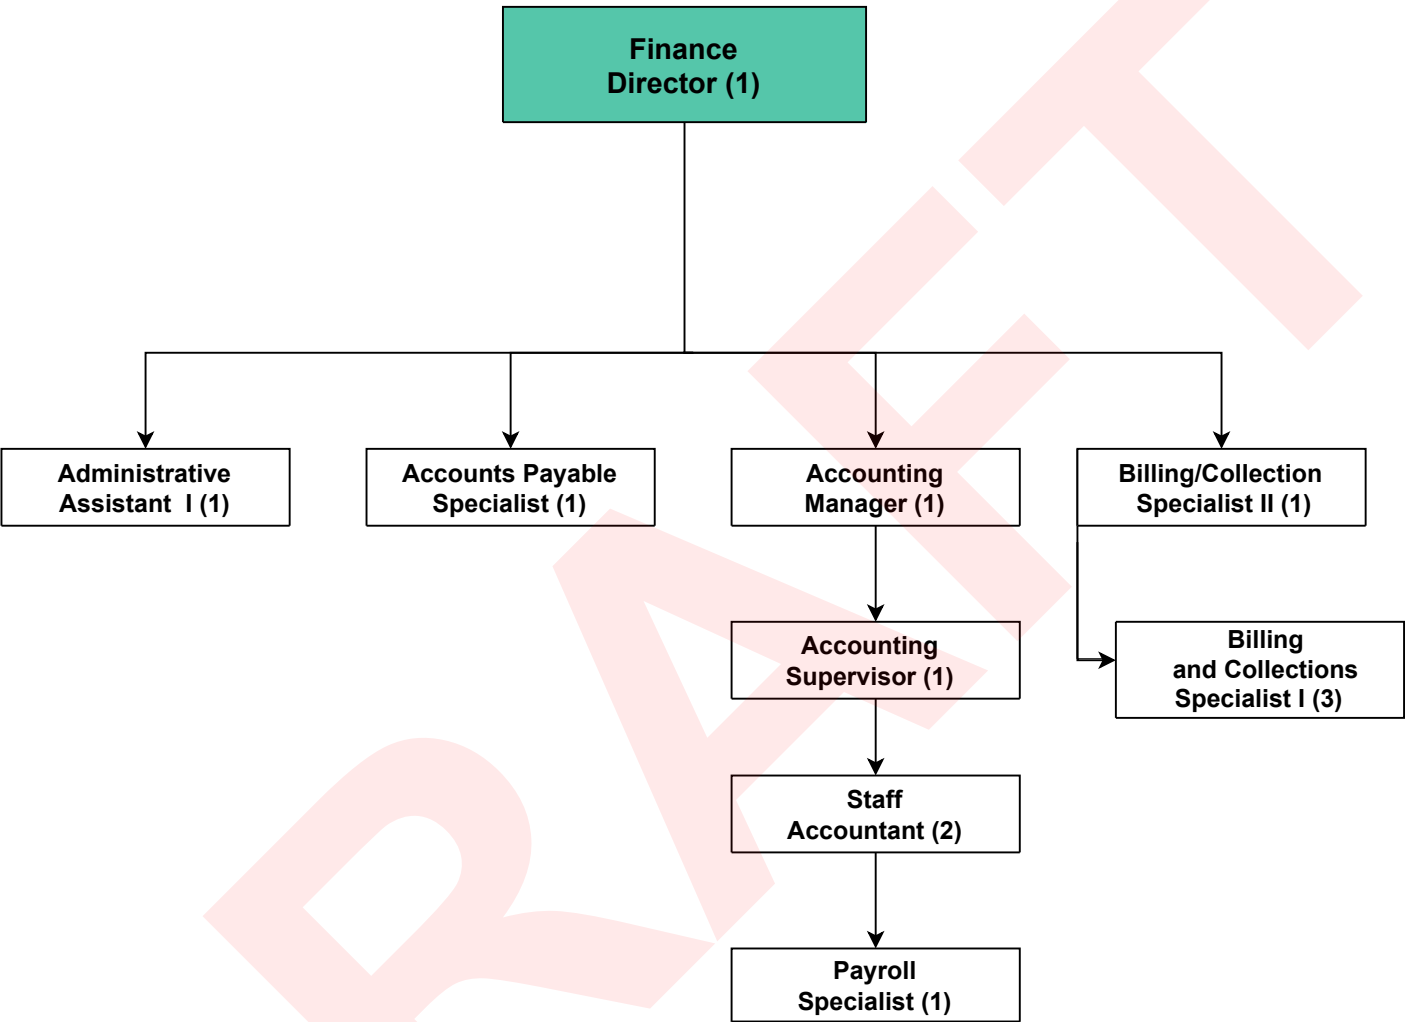 Finance
Director (1)
Administrative
Assistant I (1)
Accounts Payable
Specialist (1)
Accounting
Manager (1)
Billing/Collection
Specialist II (1)
Accounting
Supervisor (1)
Billing
and Collections
Specialist I (3)
Staff
Accountant (2)
Payroll
Specialist (1)
RAFT